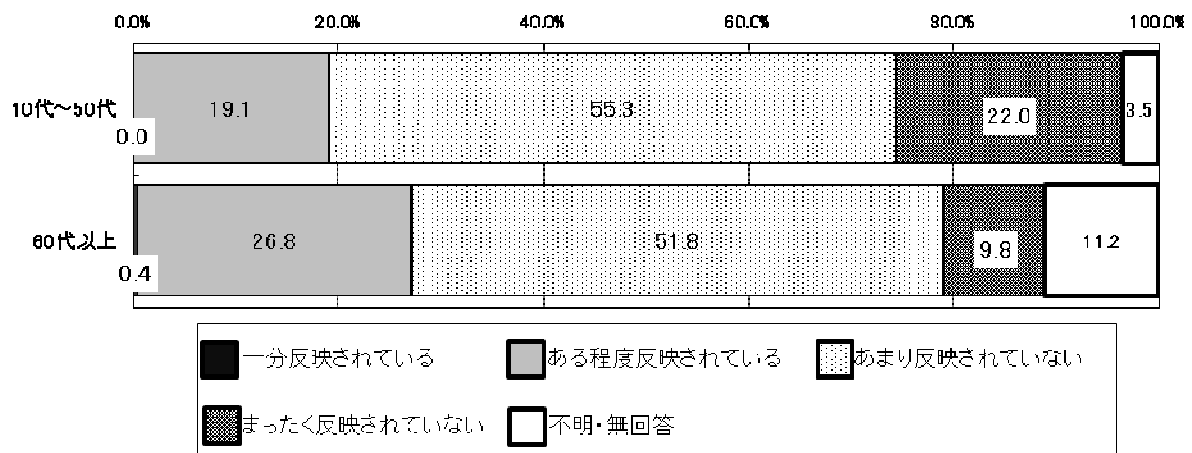 0.0% 20.0% 40.0% 60.0% 80.0% 100.0%
10代～50代 19.1 55.3 22.0 3.5
0.0
60代以上 26.8 51.8 9.8 11.2
0.4
十分反映されている ある程度反映されている あまり反映されていない
まったく反映されていない 不明・無回答